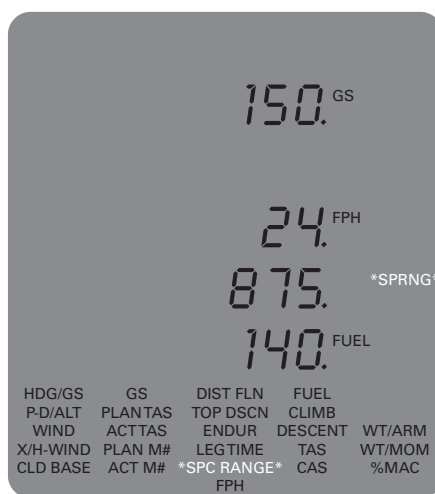 150. GS
24. FPH
875. *SPRNG*
140. FUEL
HDG/GS GS DIST FLN FUEL
P-D/ALT PLAN TAS TOP DSCN CLIMB
WIND ACT TAS ENDUR DESCENT WT/ARM
X/H-WIND PLAN M# LEG TIME TAS WT/MOM
CLD BASE ACT M# *SPC RANGE* CAS %MAC
FPH